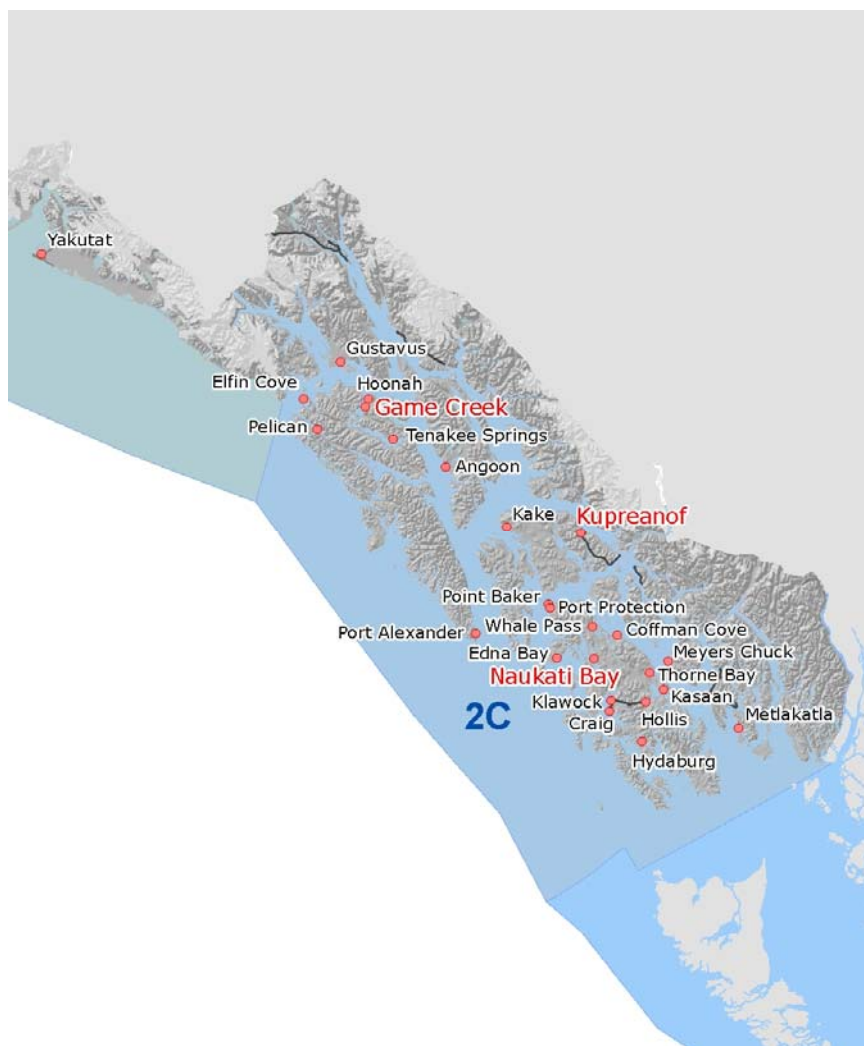 Yakutat
Gustavus
Elfin Cove
Hoonah
Game Creek
Pelican
Tenakee Springs
Angoon
Kake
Kupreanof
Point Baker
Port Protection
Whale Pass
Port Alexander
Coffman Cove
Edna Bay
Meyers Chuck
Naukati Bay
Thorne Bay
Klawock
Kasaan
2C
Craig
Hollis
Metlakatla
Hydaburg